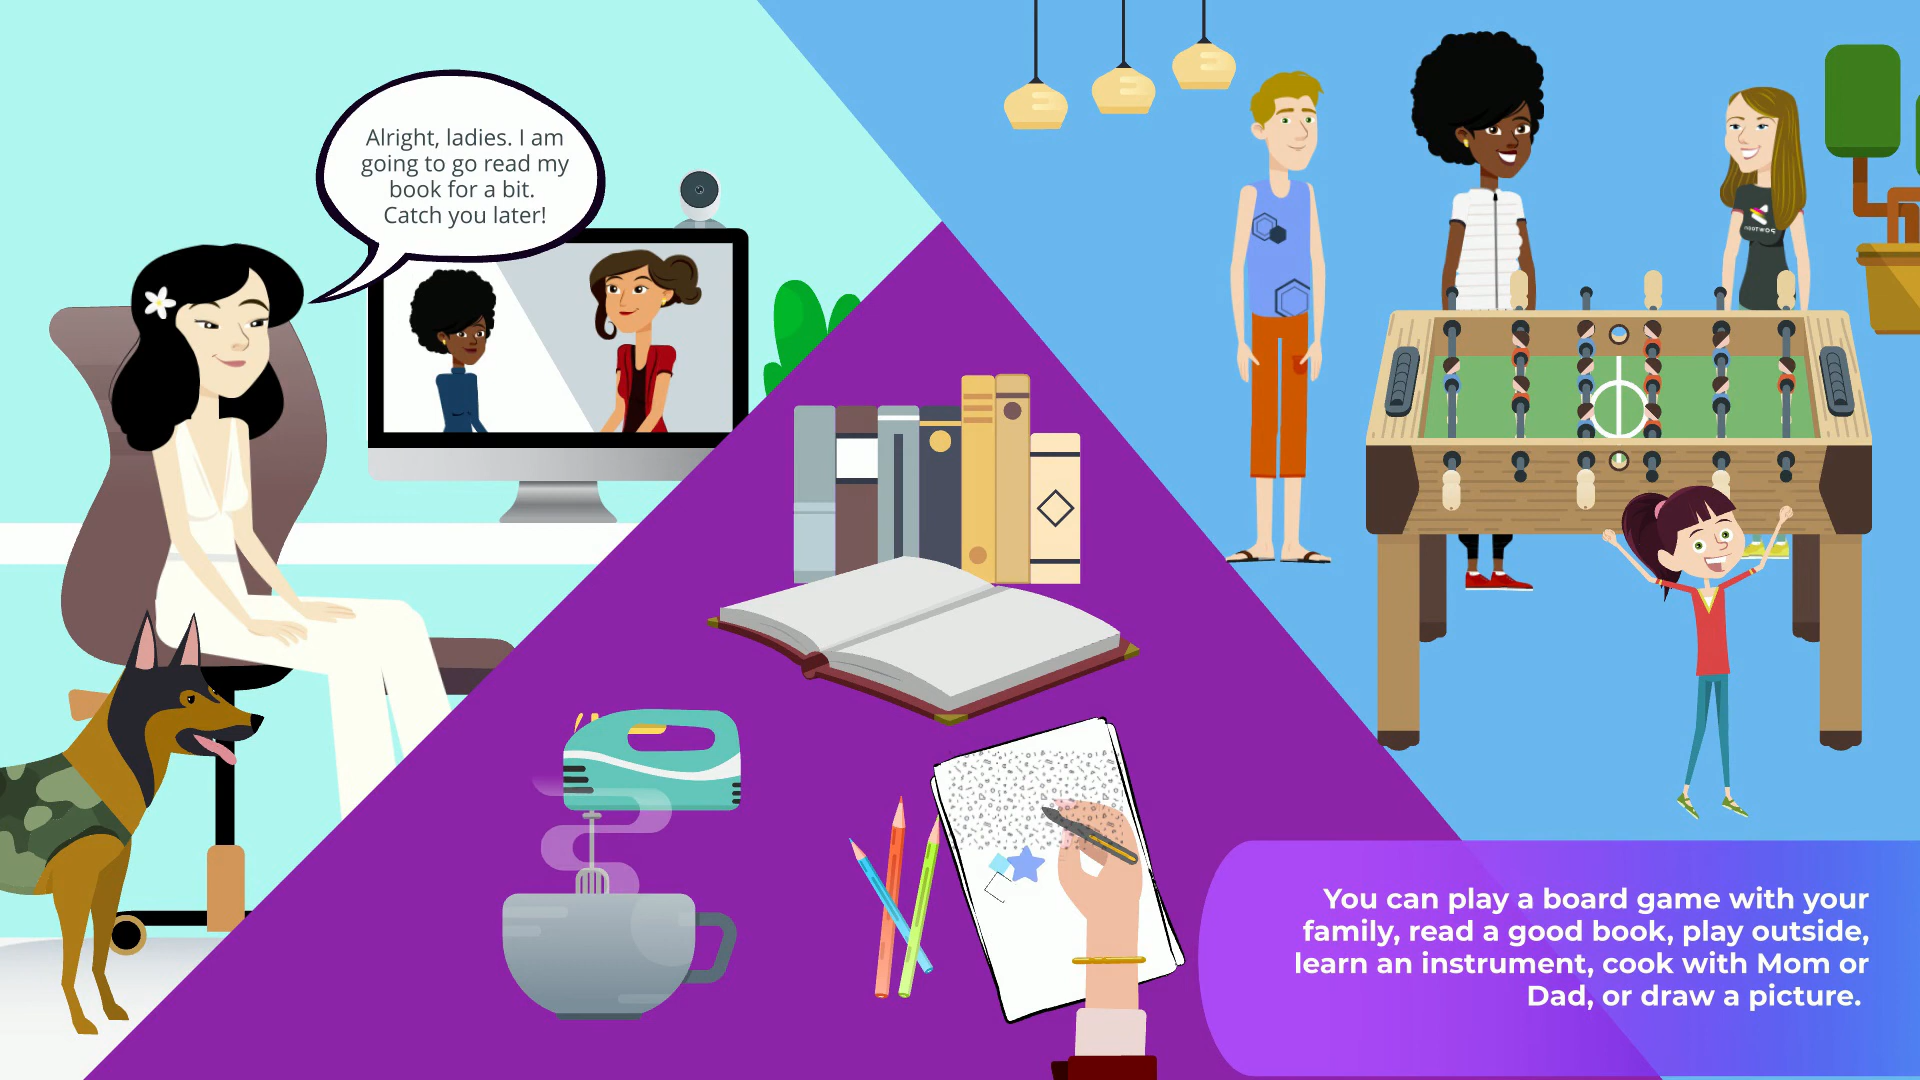 Alright, ladies. I am
going to go read my
book for a bit.
Catch you later!
You can play a board game with your
family, read a good book, play outside,
learn an instrument, cook with Mom or
Dad, or draw a picture.